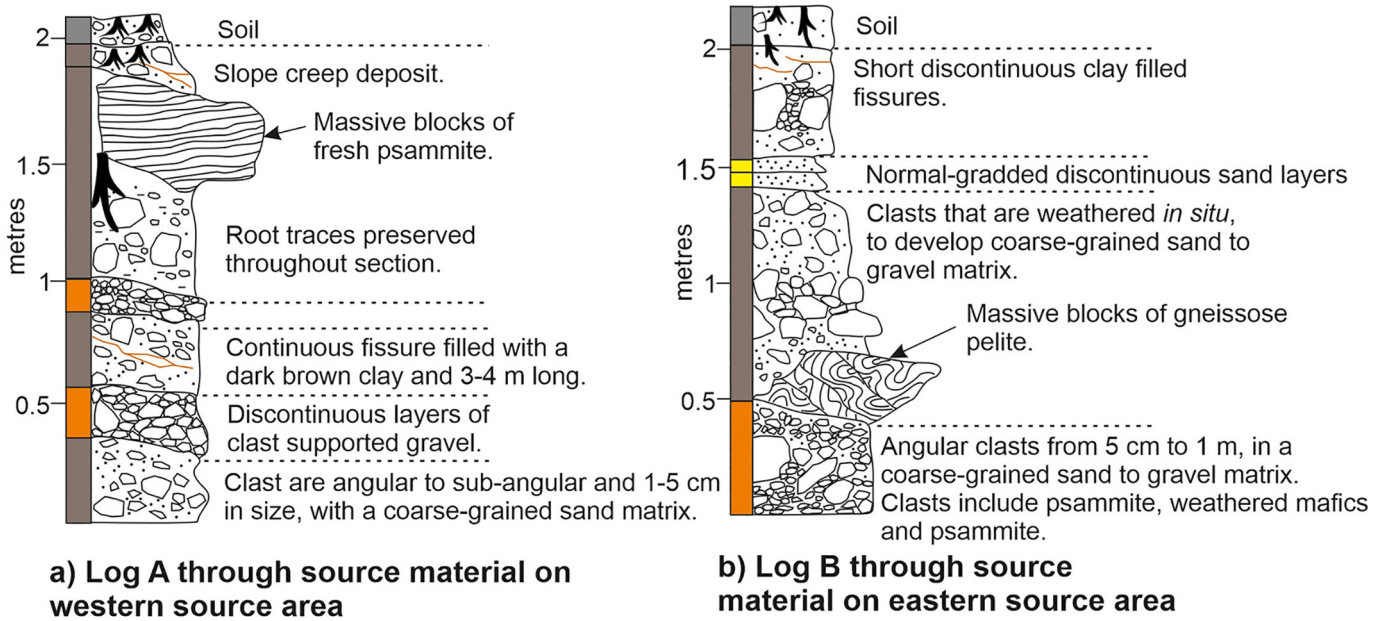 Soil
Slope creep deposit.
Massive blocks of
fresh psammite.
Root traces preserved
throughout section.
Continuous fissure filled with a
dark brown clay and 3-4 m long.
Discontinuous layers of
clast supported gravel.
Clast are angular to sub-angular and 1-5 cm
in size, with a coarse-grained sand matrix.
2
1.5
1
0.5
metres
a) Log A through source material on
western source area
Soil
Short discontinuous clay filled
fissures.
Normal-gradded discontinuous sand layers
Clasts that are weathered in situ,
to develop coarse-grained sand to
gravel matrix.
Massive blocks of gneissose
pelite.
Angular clasts from 5 cm to 1 m, in a
coarse-grained sand to gravel matrix.
Clasts include psammite, weathered mafics
and psammite.
2
1.5
1
0.5
metres
b) Log B through source
material on eastern source area